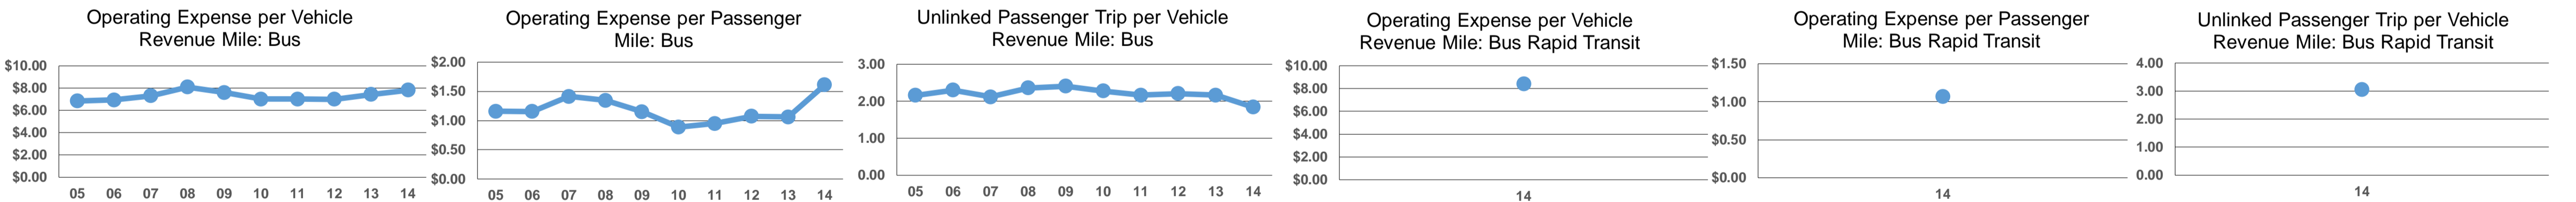 Operating Expense per Vehicle
Revenue Mile: Bus
$10.00
$8.00
$6.00
$4.00
$2.00
$0.00
05 06 07 08 09 10 11 12 13 14
Operating Expense per Passenger
Mile: Bus
$2.00
$1.50
$1.00
$0.50
$0.00
05 06 07 08 09 10 11 12 13 14
Unlinked Passenger Trip per Vehicle
Revenue Mile: Bus
3.00
2.00
1.00
0.00
05 06 07 08 09 10 11 12 13 14
Operating Expense per Vehicle
Revenue Mile: Bus Rapid Transit
$10.00
$8.00
$6.00
$4.00
$2.00
$0.00
14
Operating Expense per Passenger
Mile: Bus Rapid Transit
$1.50
$1.00
$0.50
$0.00
14
Unlinked Passenger Trip per Vehicle
Revenue Mile: Bus Rapid Transit
4.00
3.00
2.00
1.00
0.00
14